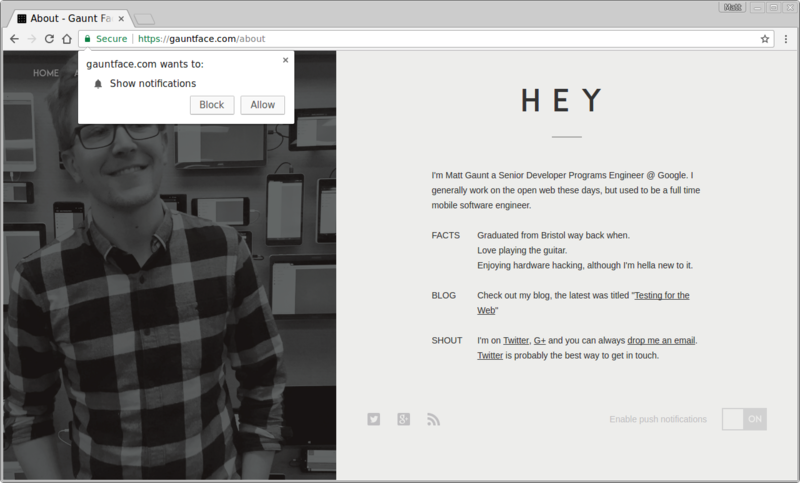 Matt
About - Gaunt Fa
Secure | https://gauntface.com/about
gauntface.com wants to:
Show notifications
Block Allow
HOME A
HEY
I'm Matt Gaunt a Senior Developer Programs Engineer @ Google. I
generally work on the open web these days, but used to be a full time
mobile software engineer.
FACTS Graduated from Bristol way back when.
Love playing the guitar.
Enjoying hardware hacking, although I'm hella new to it.
BLOG Check out my blog, the latest was titled "Testing for the
Web"
SHOUT I'm on Twitter, G+ and you can always drop me an email.
Twitter is probably the best way to get in touch.
Enable push notifications ON